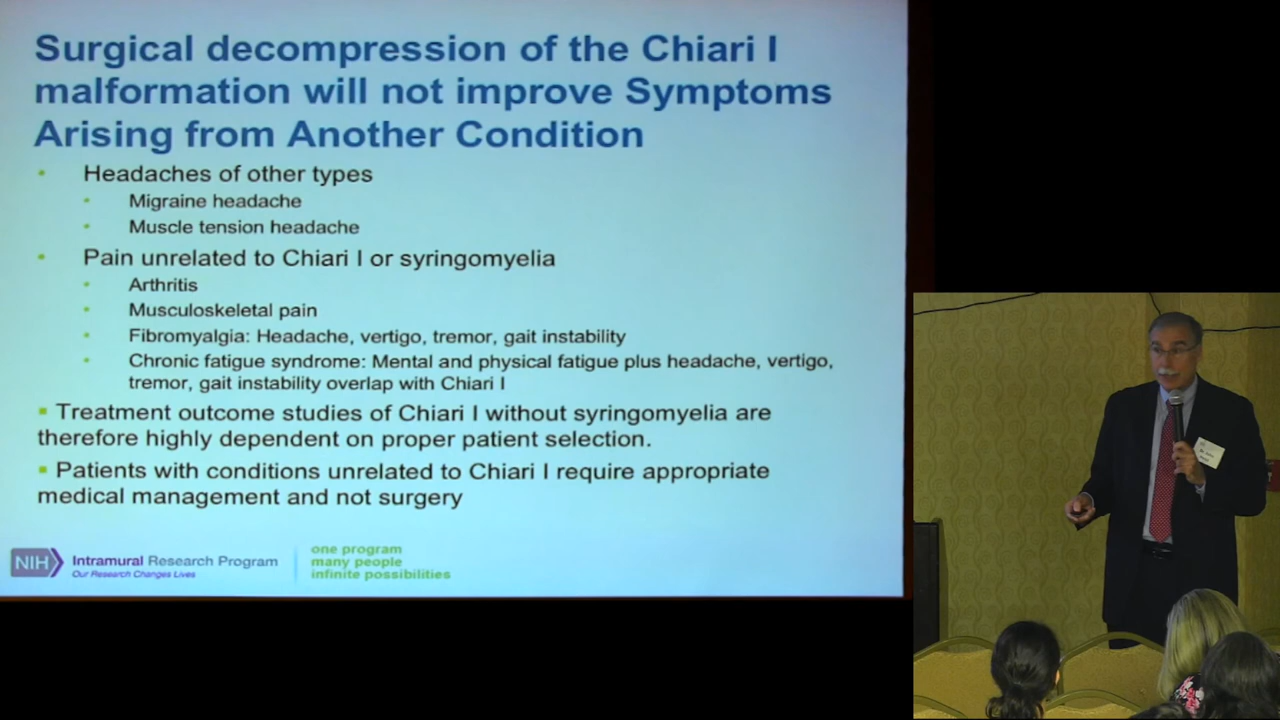 Surgical decompression of the Chiari I
malformation will not improve Symptoms
Arising from Another Condition
• Headaches of other types
• Migraine headache
• Muscle tension headache
• Pain unrelated to Chiari I or syringomyelia
• Arthritis
• Musculoskeletal pain
• Fibromyalgia: Headache, vertigo, tremor, gait instability
• Chronic fatigue syndrome: Mental and physical fatigue plus headache, vertigo,
tremor, gait instability overlap with Chiari I
▪ Treatment outcome studies of Chiari I without syringomyelia are
therefore highly dependent on proper patient selection.
▪ Patients with conditions unrelated to Chiari I require appropriate
medical management and not surgery
NIH Intramural Research Program
Our Research Changes Lives
one program
many people
infinite possibilities